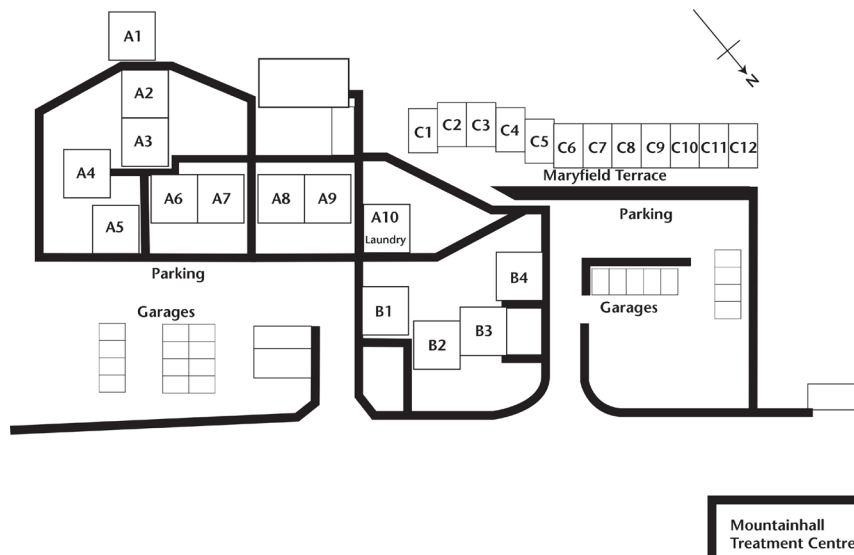 A1
A2
A3
A4
A5
A6
A7
A8
A9
A10
Laundry
Parking
Garages
B1
B2
B3
B4
C1
C2
C3
C4
C5
C6
C7
C8
C9
C10
C11
C12
Maryfield Terrace
Parking
Garages
N
Mountainhall
Treatment Centre